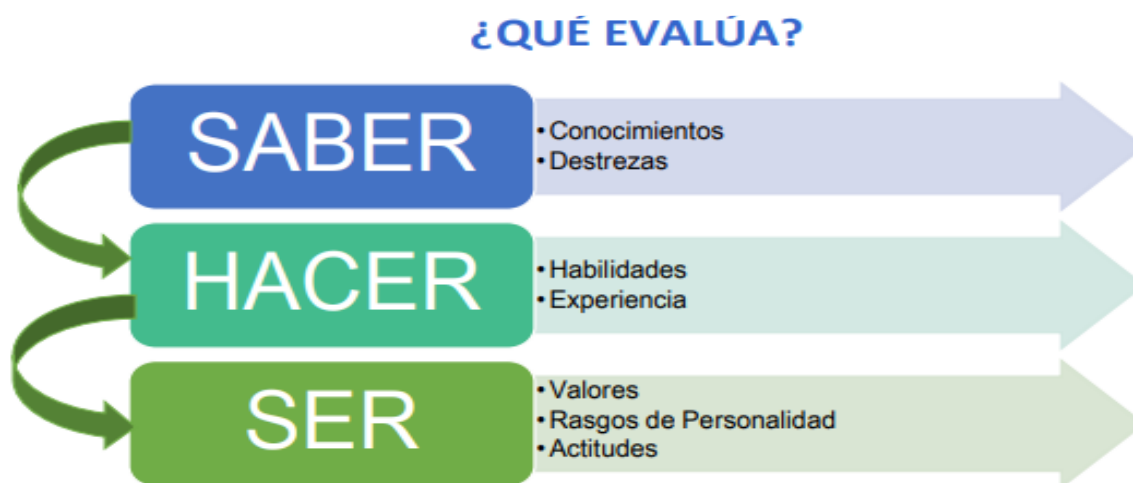 ¿QUÉ EVALÚA?
SABER
• Conocimientos
• Destrezas
HACER
• Habilidades
• Experiencia
SER
• Valores
• Rasgos de Personalidad
• Actitudes